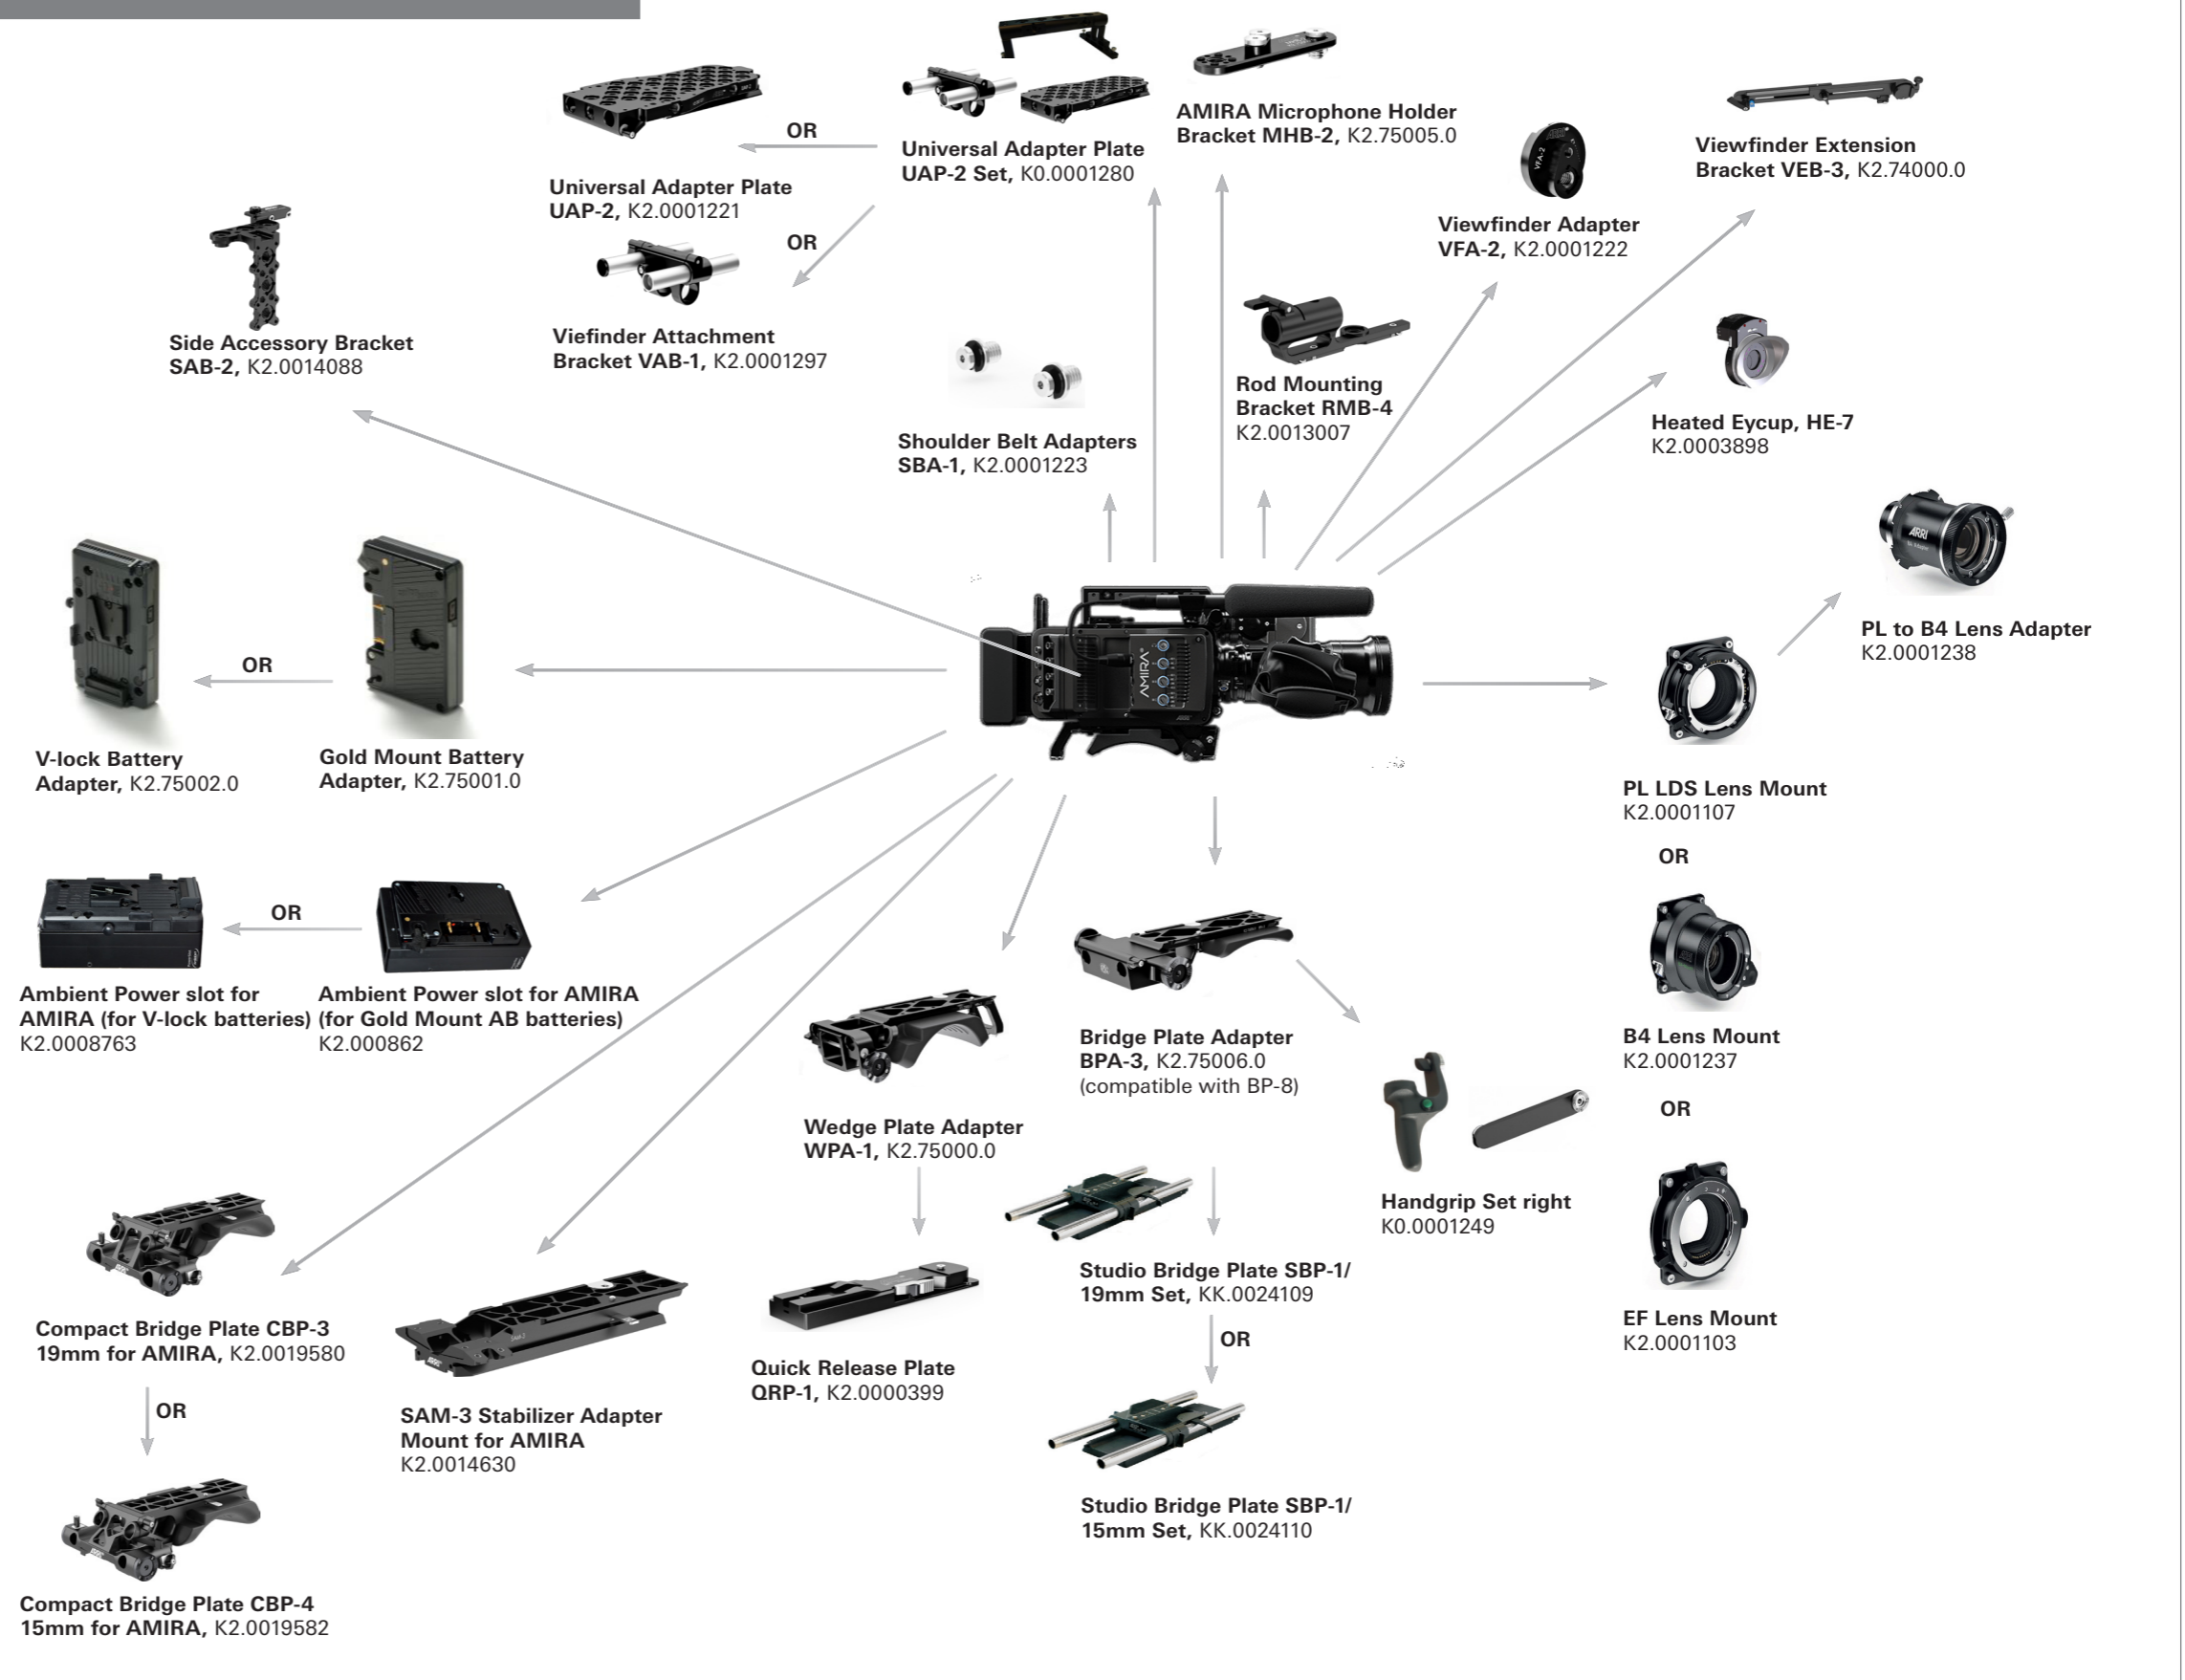 AMIRA Microphone Holder
Bracket MHB-2, K2.75005.0
OR
Universal Adapter Plate
UAP-2 Set, K0.0001280
Viewfinder Extension
Bracket VEB-3, K2.74000.0
Universal Adapter Plate
UAP-2, K2.0001221
VFA-2
Viewfinder Adapter
VFA-2, K2.0001222
OR
Side Accessory Bracket
SAB-2, K2.0014088
Viefinder Attachment
Bracket VAB-1, K2.0001297
Rod Mounting
Bracket RMB-4
K2.0013007
Heated Eycup, HE-7
K2.0003898
Shoulder Belt Adapters
SBA-1, K2.0001223
ARRI
PL to B4 Lens Adapter
K2.0001238
OR
AMIRA
V-lock Battery
Adapter, K2.75002.0
Gold Mount Battery
Adapter, K2.75001.0
PL LDS Lens Mount
K2.0001107
OR
OR
Ambient Power slot for
AMIRA (for V-lock batteries)
K2.0008763
Ambient Power slot for AMIRA
(for Gold Mount AB batteries)
K2.000862
Bridge Plate Adapter
BPA-3, K2.75006.0
(compatible with BP-8)
B4 Lens Mount
K2.0001237
OR
Wedge Plate Adapter
WPA-1, K2.75000.0
Handgrip Set right
K0.0001249
Studio Bridge Plate SBP-1/
19mm Set, KK.0024109
OR
EF Lens Mount
K2.0001103
Compact Bridge Plate CBP-3
19mm for AMIRA, K2.0019580
OR
Quick Release Plate
QRP-1, K2.0000399
SAM-3 Stabilizer Adapter
Mount for AMIRA
K2.0014630
Studio Bridge Plate SBP-1/
15mm Set, KK.0024110
Compact Bridge Plate CBP-4
15mm for AMIRA, K2.0019582